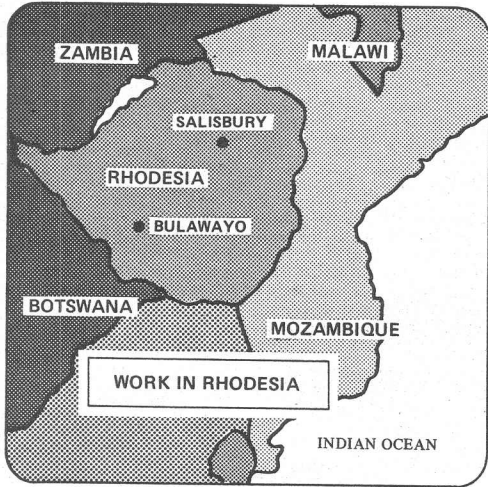 ZAMBIA
MALAWI
SALISBURY
RHODESIA
BULAWAYO
BOTSWANA
MOZAMBIQUE
WORK IN RHODESIA
INDIAN OCEAN